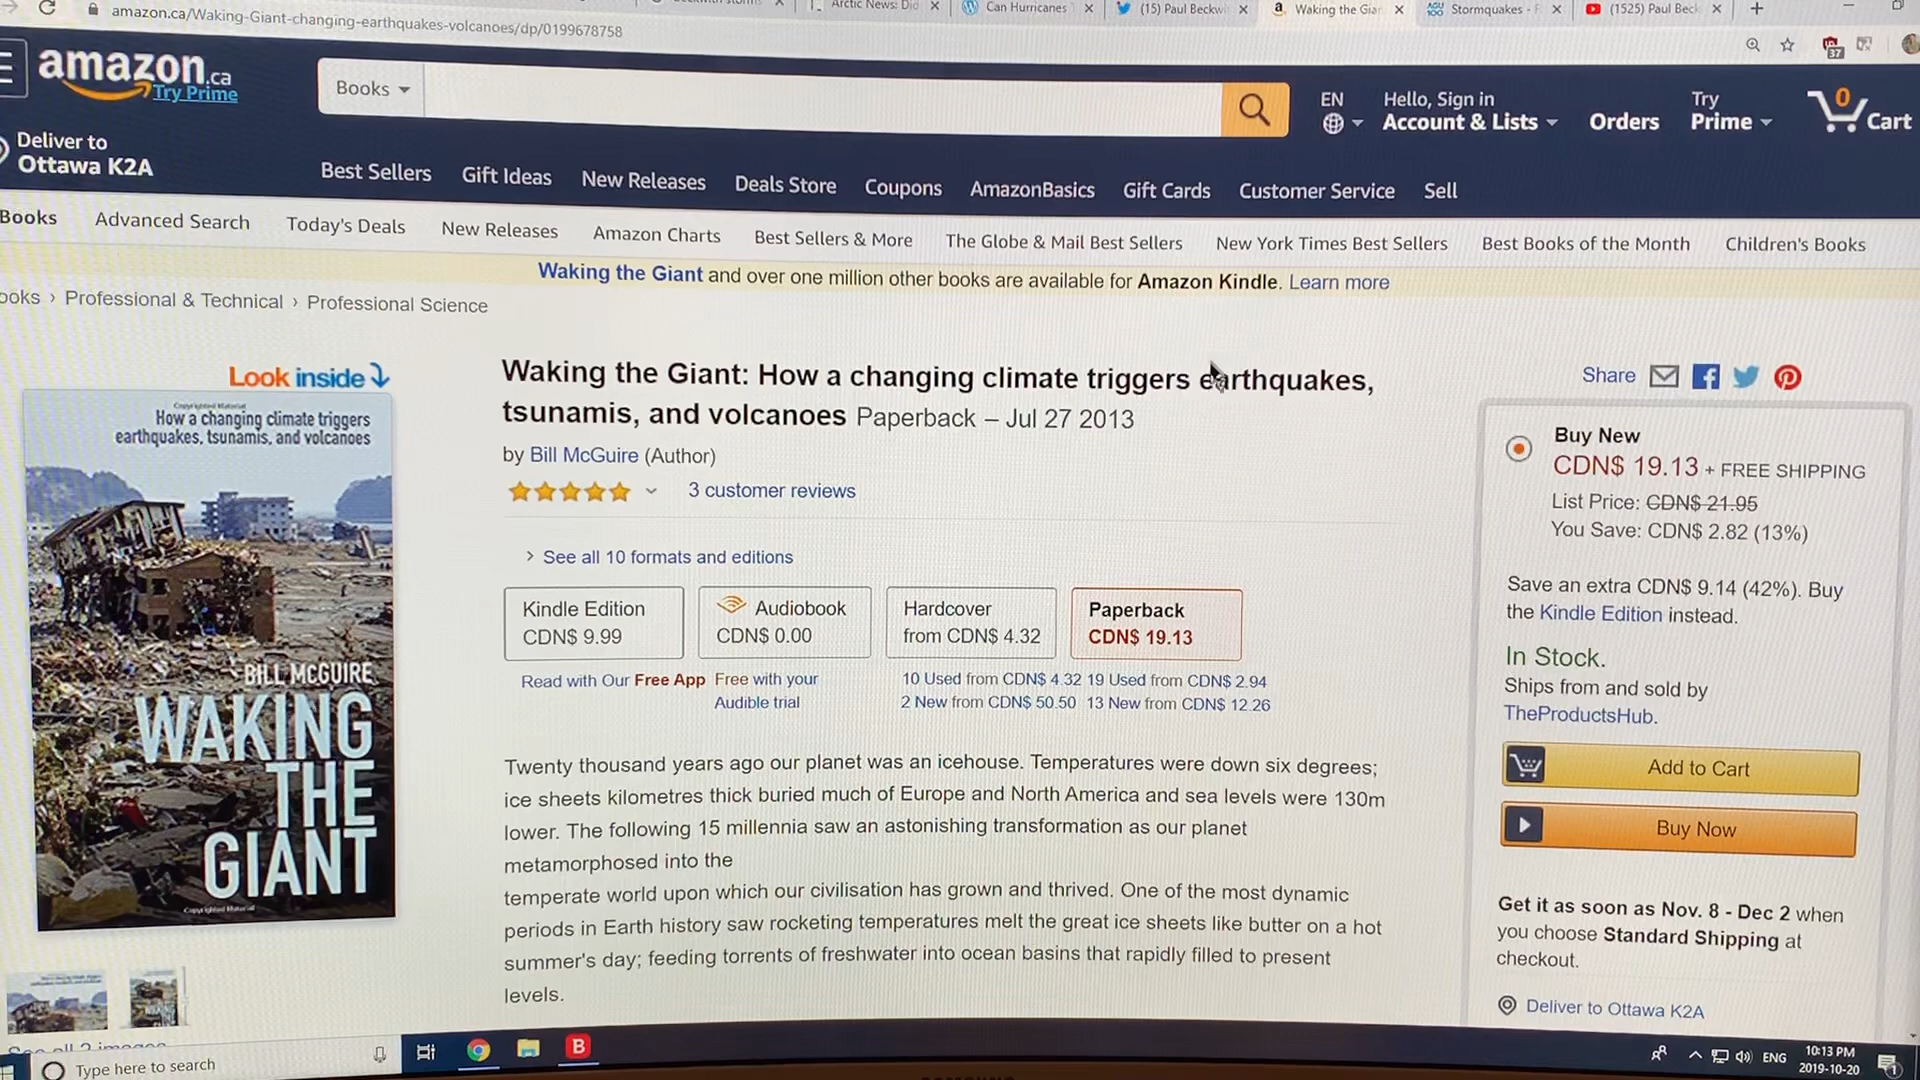 Arctic News: Did
Can Hurricanes
(15) Paul Beckwi
Waking the Gian
Stormquakes -
(1525) Paul Beck
amazon.ca/Waking-Giant-changing-earthquakes-volcanoes/dp/0199678758
37
amazon.ca
Try Prime
Books
EN
Hello, Sign in
Account & Lists
Orders
Try
Prime
0
Cart
Deliver to
Ottawa K2A
Best Sellers Gift Ideas New Releases Deals Store Coupons AmazonBasics Gift Cards Customer Service Sell
Books Advanced Search Today's Deals New Releases Amazon Charts Best Sellers & More The Globe & Mail Best Sellers New York Times Best Sellers Best Books of the Month Children's Books
Waking the Giant and over one million other books are available for Amazon Kindle. Learn more
ooks › Professional & Technical › Professional Science
Look inside
Copyrighted Material
How a changing climate triggers
earthquakes, tsunamis, and volcanoes
BILL MCGUIRE
WAKING
THE
GIANT
Copyrighted Material
Waking the Giant: How a changing climate triggers earthquakes,
tsunamis, and volcanoes Paperback – Jul 27 2013
by Bill McGuire (Author)
3 customer reviews
› See all 10 formats and editions
Kindle Edition
CDN$ 9.99
Audiobook
CDN$ 0.00
Hardcover
from CDN$ 4.32
Paperback
CDN$ 19.13
Read with Our Free App
Free with your
Audible trial
10 Used from CDN$ 4.32
2 New from CDN$ 50.50
19 Used from CDN$ 2.94
13 New from CDN$ 12.26
Twenty thousand years ago our planet was an icehouse. Temperatures were down six degrees;
ice sheets kilometres thick buried much of Europe and North America and sea levels were 130m
lower. The following 15 millennia saw an astonishing transformation as our planet
metamorphosed into the
temperate world upon which our civilisation has grown and thrived. One of the most dynamic
periods in Earth history saw rocketing temperatures melt the great ice sheets like butter on a hot
summer's day; feeding torrents of freshwater into ocean basins that rapidly filled to present
levels.
Share
Buy New
CDN$ 19.13 + FREE SHIPPING
List Price: CDN$ 21.95
You Save: CDN$ 2.82 (13%)
Save an extra CDN$ 9.14 (42%). Buy
the Kindle Edition instead.
In Stock.
Ships from and sold by
TheProductsHub.
Add to Cart
Buy Now
Get it as soon as Nov. 8 - Dec 2 when
you choose Standard Shipping at
checkout.
Deliver to Ottawa K2A
Type here to search
B
ENG
10:13 PM
2019-10-20
1